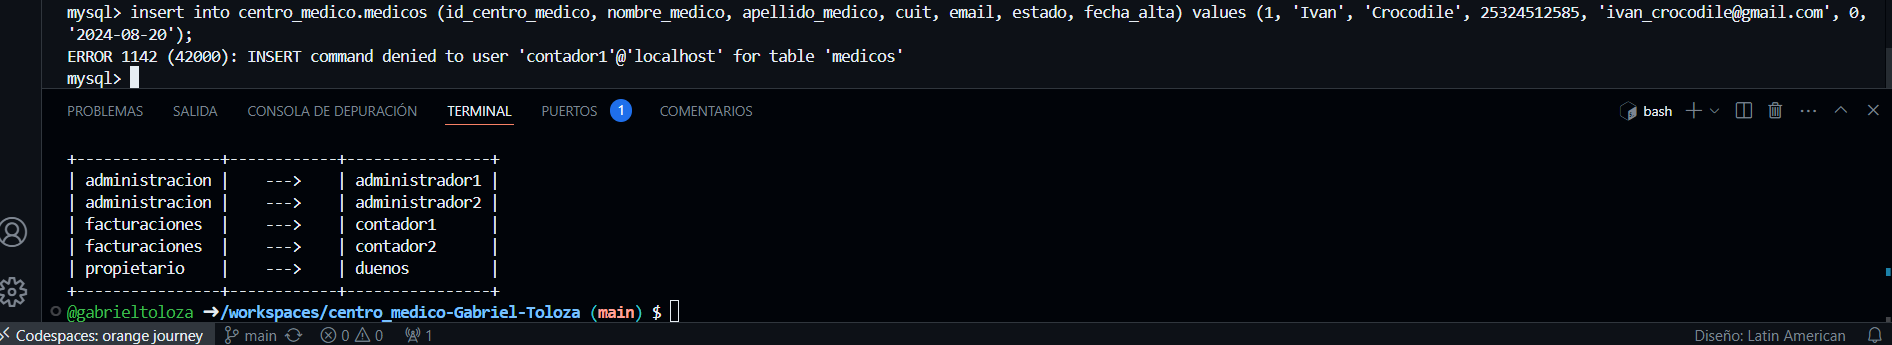 mysql> insert into centro_medico.medicos (id_centro_medico, nombre_medico, apellido_medico, cuit, email, estado, fecha_alta) values (1, 'Ivan', 'Crocodile', 25324512585, 'ivan_crocodile@gmail.com', 0,
'2024-08-20');
ERROR 1142 (42000): INSERT command denied to user 'contador1'@'localhost' for table 'medicos'
mysql>
PROBLEMAS SALIDA CONSOLA DE DEPURACIÓN TERMINAL PUERTOS 1 COMENTARIOS bash
+----------------+------------+----------------+
| administracion |    --->    | administrador1 |
| administracion |    --->    | administrador2 |
| facturaciones  |    --->    | contador1      |
| facturaciones  |    --->    | contador2      |
| propietario    |    --->    | duenos         |
+----------------+------------+----------------+
@gabrieltoloza ➜/workspaces/centro_medico-Gabriel-Toloza (main) $
Codespaces: orange journey main 0 0 1 Diseño: Latin American